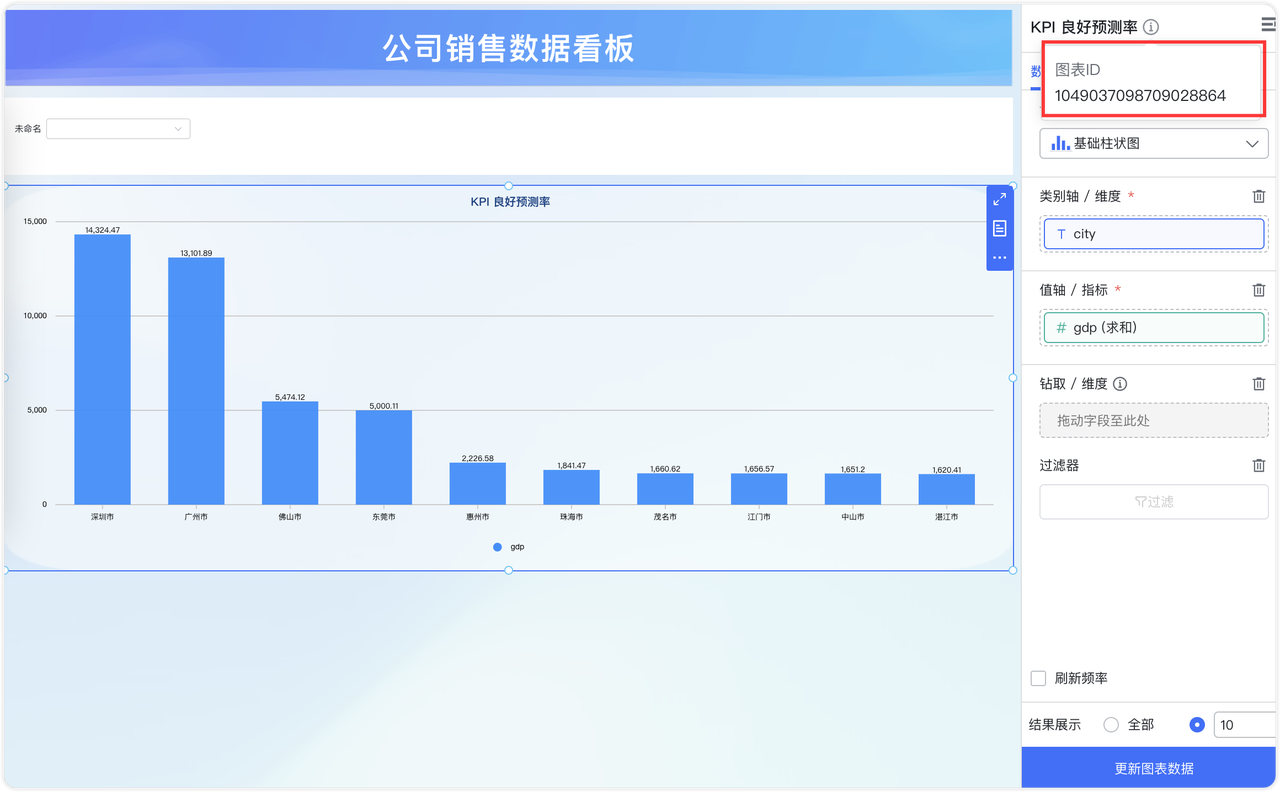 公司销售数据看板
未命名
KPI 良好预测率
15,000
10,000
5,000
0
14,324.47
13,101.89
5,474.12
5,000.11
2,226.58
1,841.47
1,660.62
1,656.57
1,651.2
1,620.41
深圳市
广州市
佛山市
东莞市
惠州市
珠海市
茂名市
江门市
中山市
湛江市
gdp
KPI 良好预测率
数
图表ID
1049037098709028864
基础柱状图
类别轴 / 维度 *
T city
值轴 / 指标 *
# gdp (求和)
钻取 / 维度
拖动字段至此处
过滤器
过滤
刷新频率
结果展示 全部 10
更新图表数据